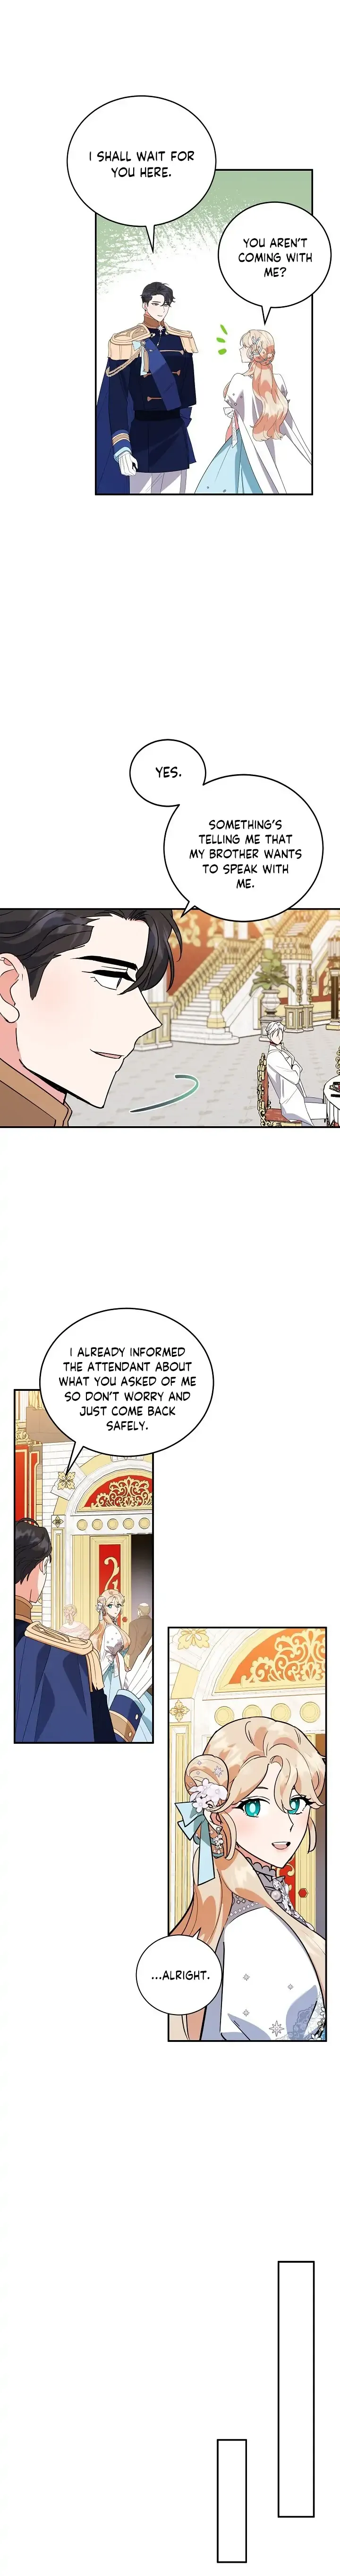 I SHALL WAIT FOR
YOU HERE.
YOU AREN'T
COMING WITH
ME?
YES.
SOMETHING'S
TELLING ME THAT
MY BROTHER WANTS
TO SPEAK WITH
ME.
I ALREADY INFORMED
THE ATTENDANT ABOUT
WHAT YOU ASKED OF ME
SO DON'T WORRY AND
JUST COME BACK
SAFELY.
...ALRIGHT.